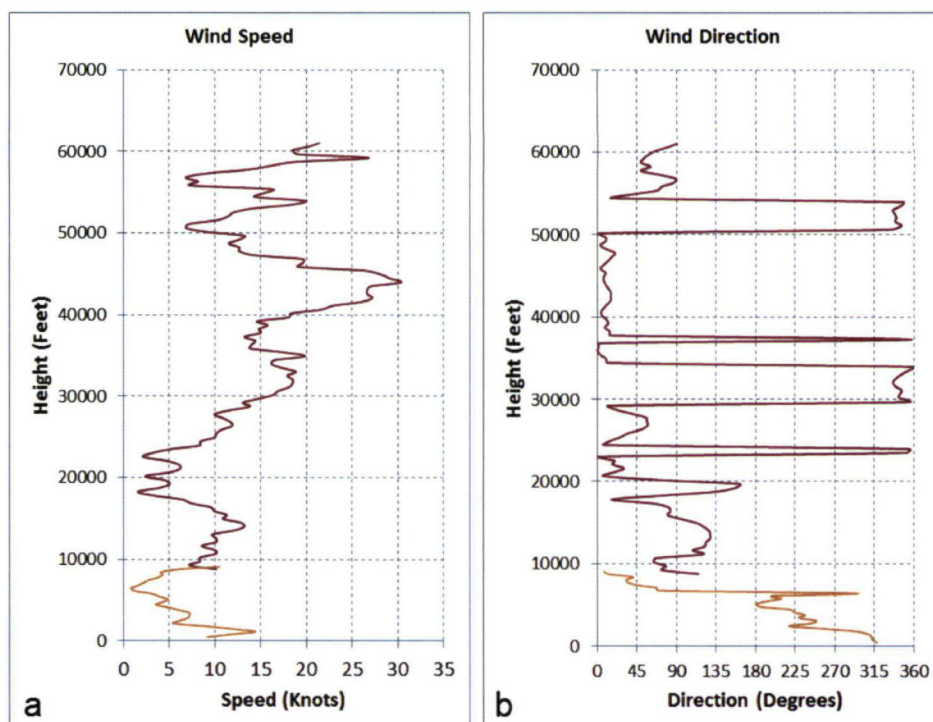 Wind Speed
70000
60000
50000
40000
30000
20000
10000
0
Height (Feet)
0 5 10 15 20 25 30 35
Speed (Knots)
a
Wind Direction
70000
60000
50000
40000
30000
20000
10000
0
Height (Feet)
0 45 90 135 180 225 270 315 360
Direction (Degrees)
b